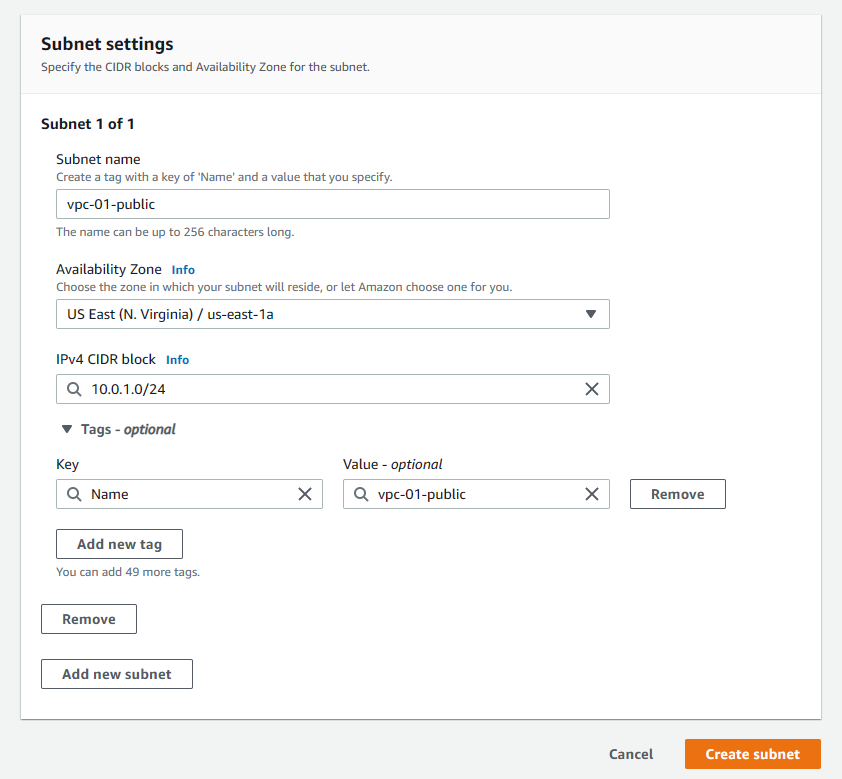 Subnet settings
Specify the CIDR blocks and Availability Zone for the subnet.
Subnet 1 of 1
Subnet name
Create a tag with a key of 'Name' and a value that you specify.
vpc-01-public
The name can be up to 256 characters long.
Availability Zone Info
Choose the zone in which your subnet will reside, or let Amazon choose one for you.
US East (N. Virginia) / us-east-1a
IPv4 CIDR block Info
10.0.1.0/24
Tags - optional
Key Value - optional
Name vpc-01-public Remove
Add new tag
You can add 49 more tags.
Remove
Add new subnet
Cancel Create subnet